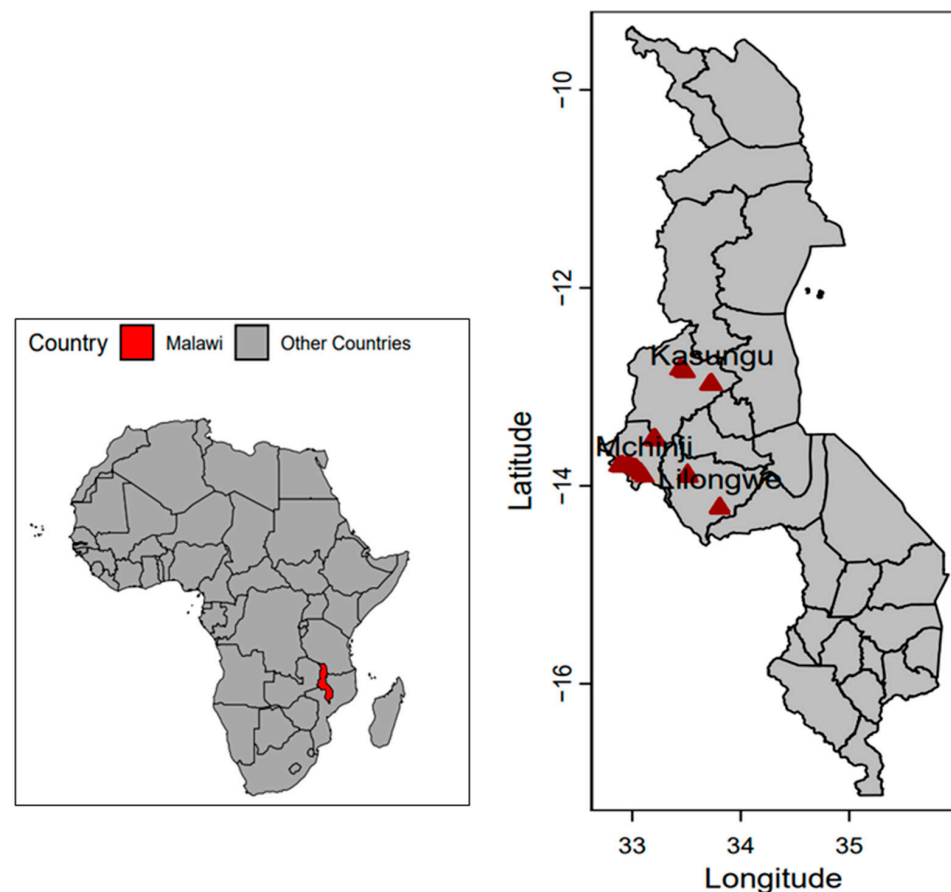 Country Malawi Other Countries
Latitude
−10
−12
−14
−16
Kasungu
Mchinji
Lilongwe
33 34 35
Longitude